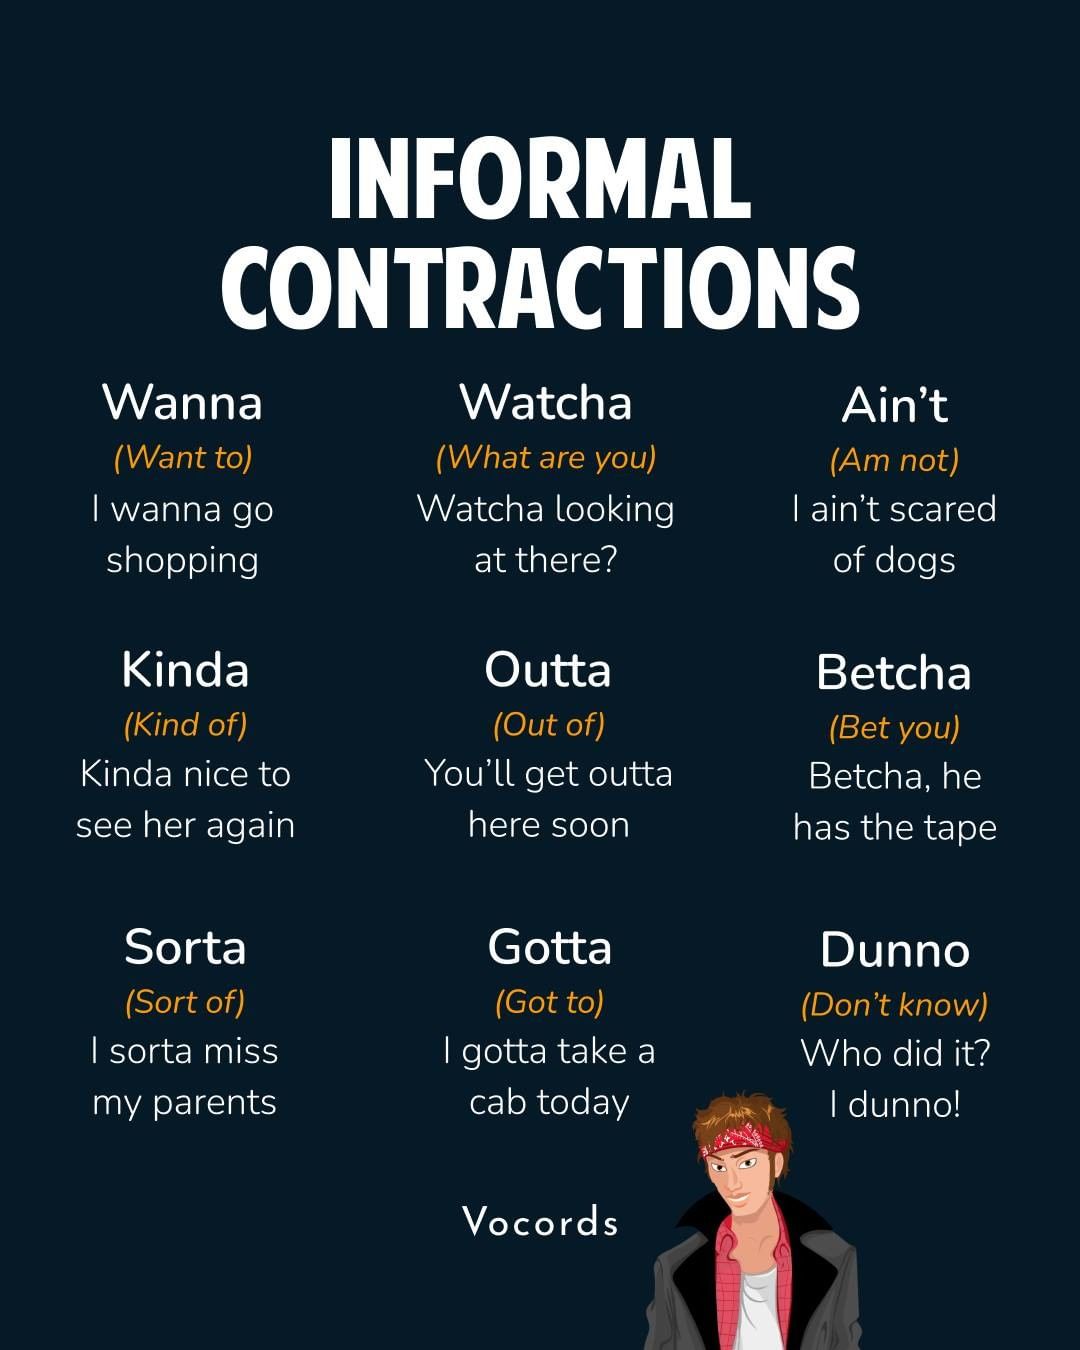 INFORMAL
CONTRACTIONS
Wanna
(Want to)
I wanna go
shopping
Watcha
(What are you)
Watcha looking
at there?
Ain't
(Am not)
I ain't scared
of dogs
Kinda
(Kind of)
Kinda nice to
see her again
Outta
(Out of)
You'll get outta
here soon
Betcha
(Bet you)
Betcha, he
has the tape
Sorta
(Sort of)
I sorta miss
my parents
Gotta
(Got to)
I gotta take a
cab today
Dunno
(Don't know)
Who did it?
I dunno!
Vocords